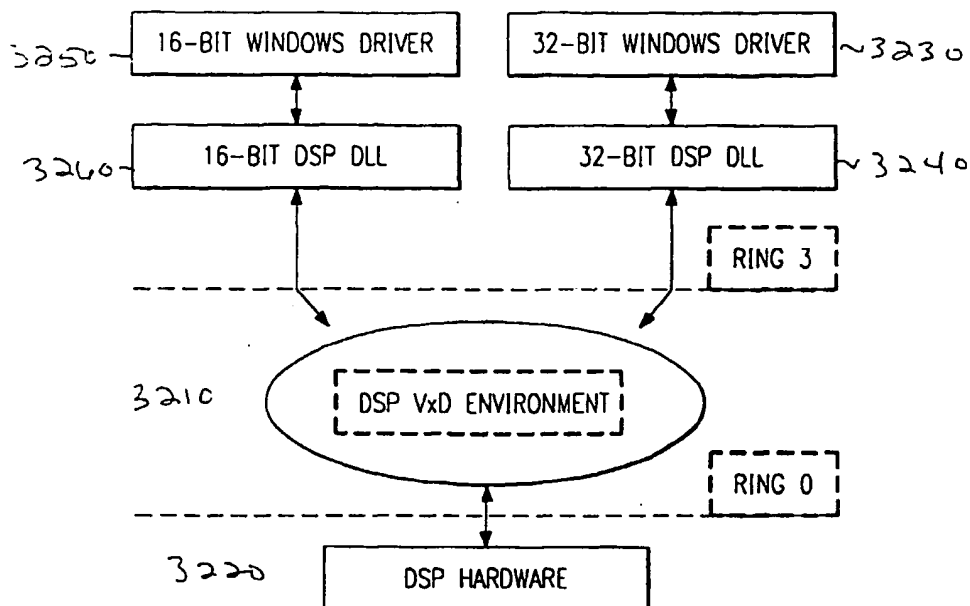 3250 16-BIT WINDOWS DRIVER 32-BIT WINDOWS DRIVER 3230
3260 16-BIT DSP DLL 32-BIT DSP DLL 3240
RING 3
3210 DSP VxD ENVIRONMENT
RING 0
3220 DSP HARDWARE